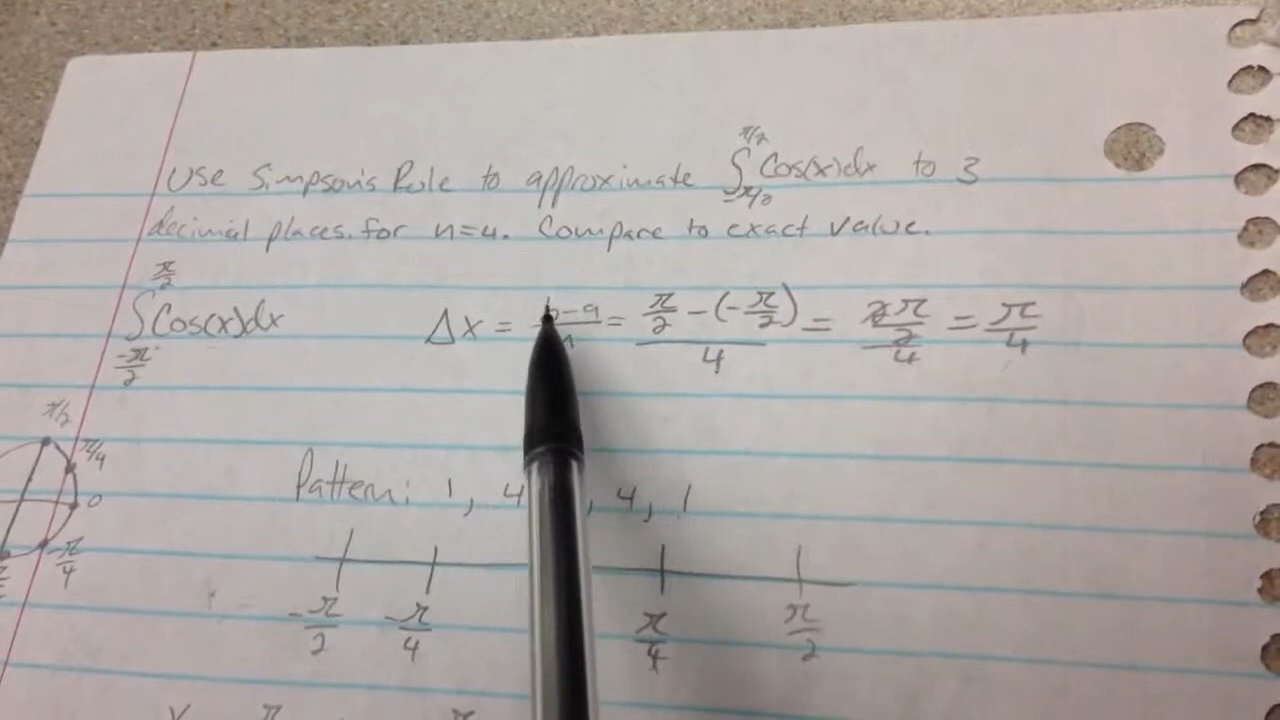 Use Simpson's Rule to approximate ∫_{-π/2}^{π/2} Cos(x)dx to 3
decimal places. for n=4. Compare to exact value.
∫_{-π/2}^{π/2} Cos(x)dx Δx = b-a = (π/2 - (-π/2))/4 = (2π/2)/4 = π/4
π/2
π/4
0
-π/4
Pattern: 1, 4 , 4, 1
-π/2 -π/4 π/4 π/2